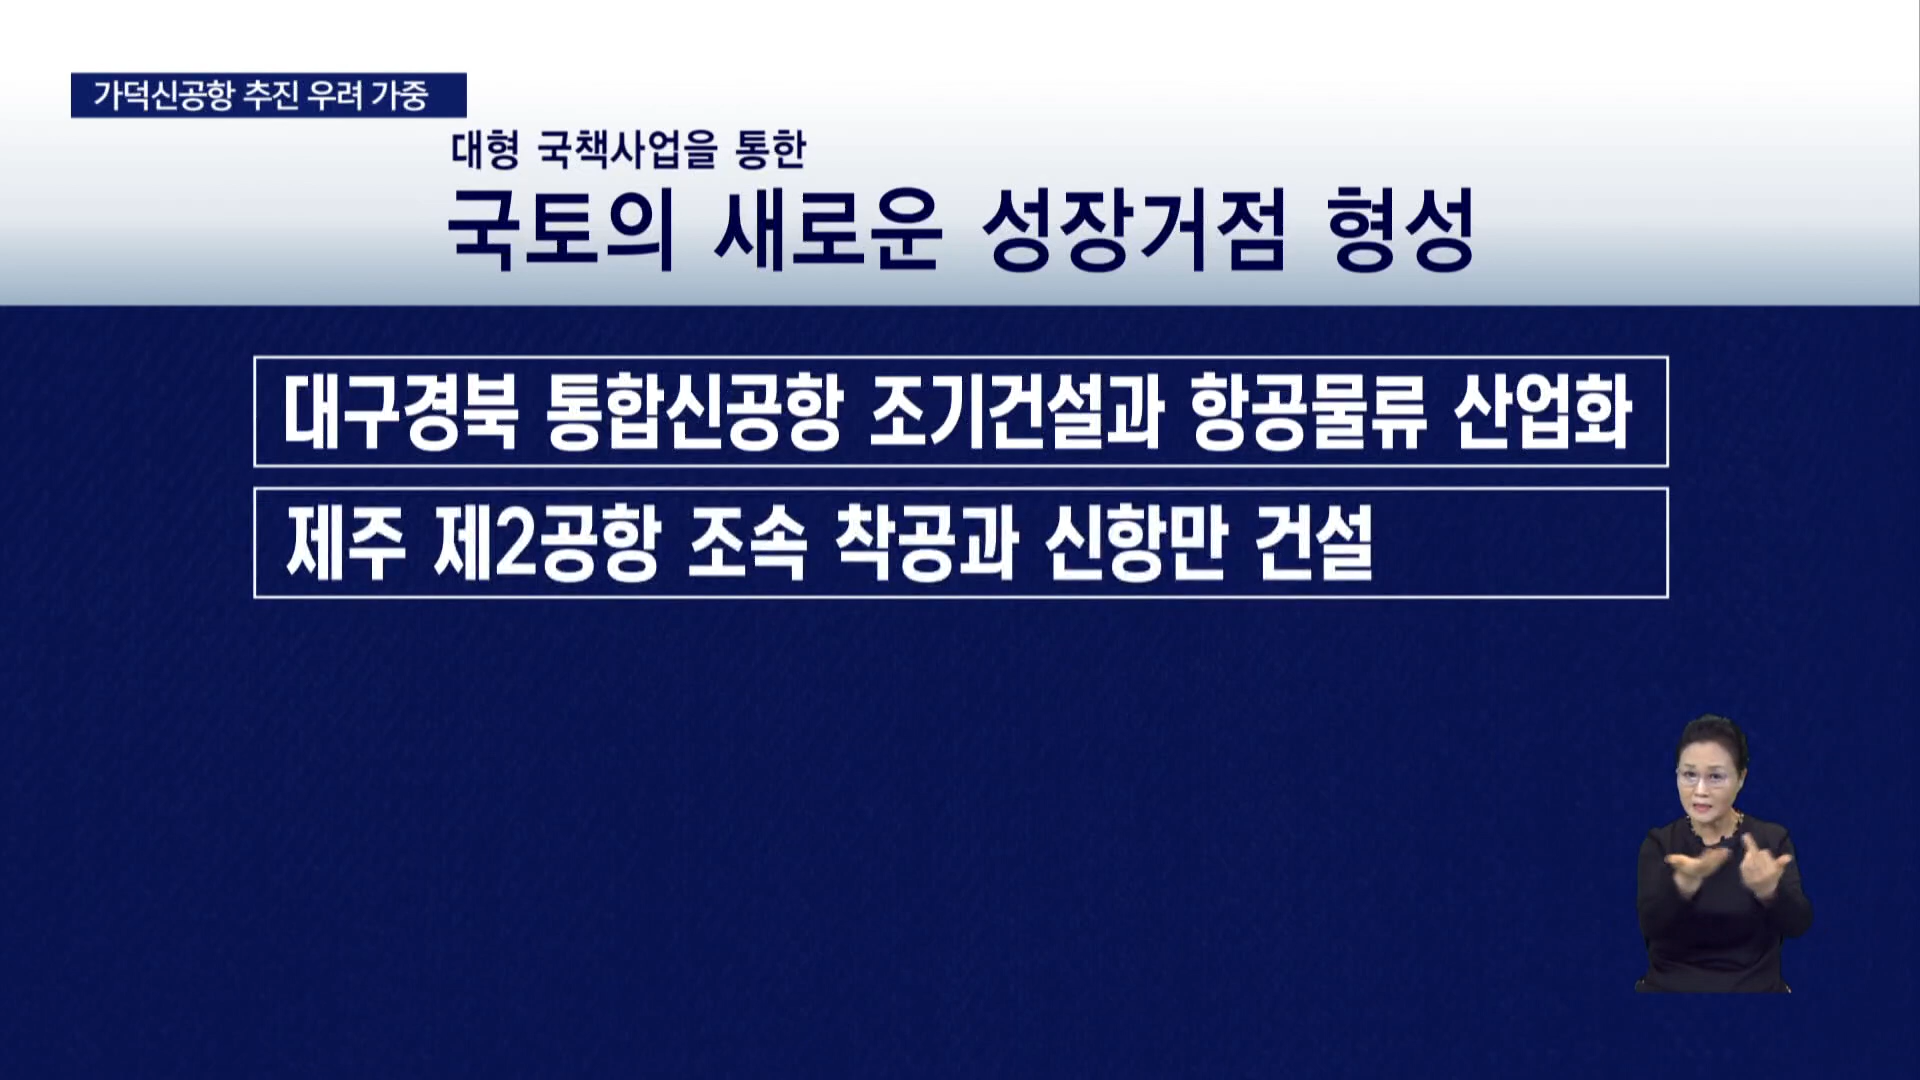 가덕신공항 추진 우려 가중
대형 국책사업을 통한
국토의 새로운 성장거점 형성
대구경북 통합신공항 조기건설과 항공물류 산업화
제주 제2공항 조속 착공과 신항만 건설